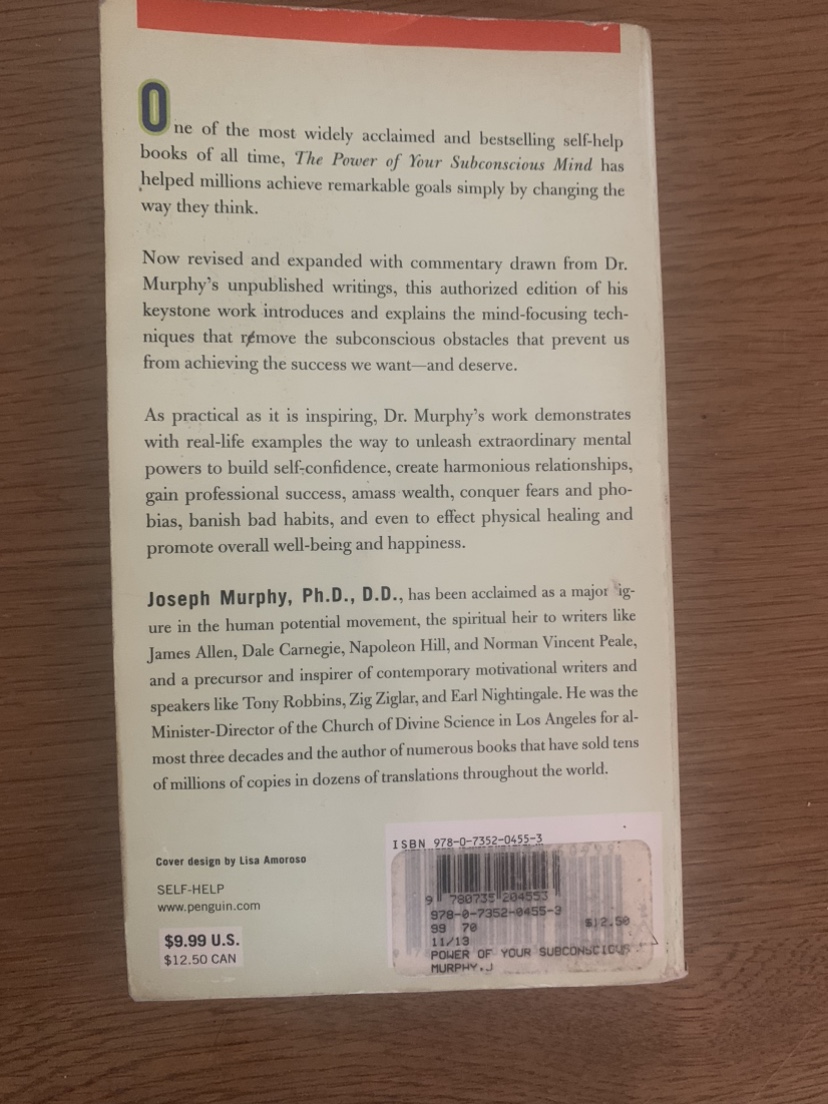 One of the most widely acclaimed and bestselling self-help
books of all time, The Power of Your Subconscious Mind has
helped millions achieve remarkable goals simply by changing the
way they think.
Now revised and expanded with commentary drawn from Dr.
Murphy's unpublished writings, this authorized edition of his
keystone work introduces and explains the mind-focusing tech-
niques that remove the subconscious obstacles that prevent us
from achieving the success we want—and deserve.
As practical as it is inspiring, Dr. Murphy's work demonstrates
with real-life examples the way to unleash extraordinary mental
powers to build self-confidence, create harmonious relationships,
gain professional success, amass wealth, conquer fears and pho-
bias, banish bad habits, and even to effect physical healing and
promote overall well-being and happiness.
Joseph Murphy, Ph.D., D.D., has been acclaimed as a major fig-
ure in the human potential movement, the spiritual heir to writers like
James Allen, Dale Carnegie, Napoleon Hill, and Norman Vincent Peale,
and a precursor and inspirer of contemporary motivational writers and
speakers like Tony Robbins, Zig Ziglar, and Earl Nightingale. He was the
Minister-Director of the Church of Divine Science in Los Angeles for al-
most three decades and the author of numerous books that have sold tens
of millions of copies in dozens of translations throughout the world.
Cover design by Lisa Amoroso
SELF-HELP
www.penguin.com
$9.99 U.S.
$12.50 CAN
ISBN 978-0-7352-0455-3
9 780735 204553
978-0-7352-0455-3
99 70 $12.50
11/13
POWER OF YOUR SUBCONSCIOUS
MURPHY,J